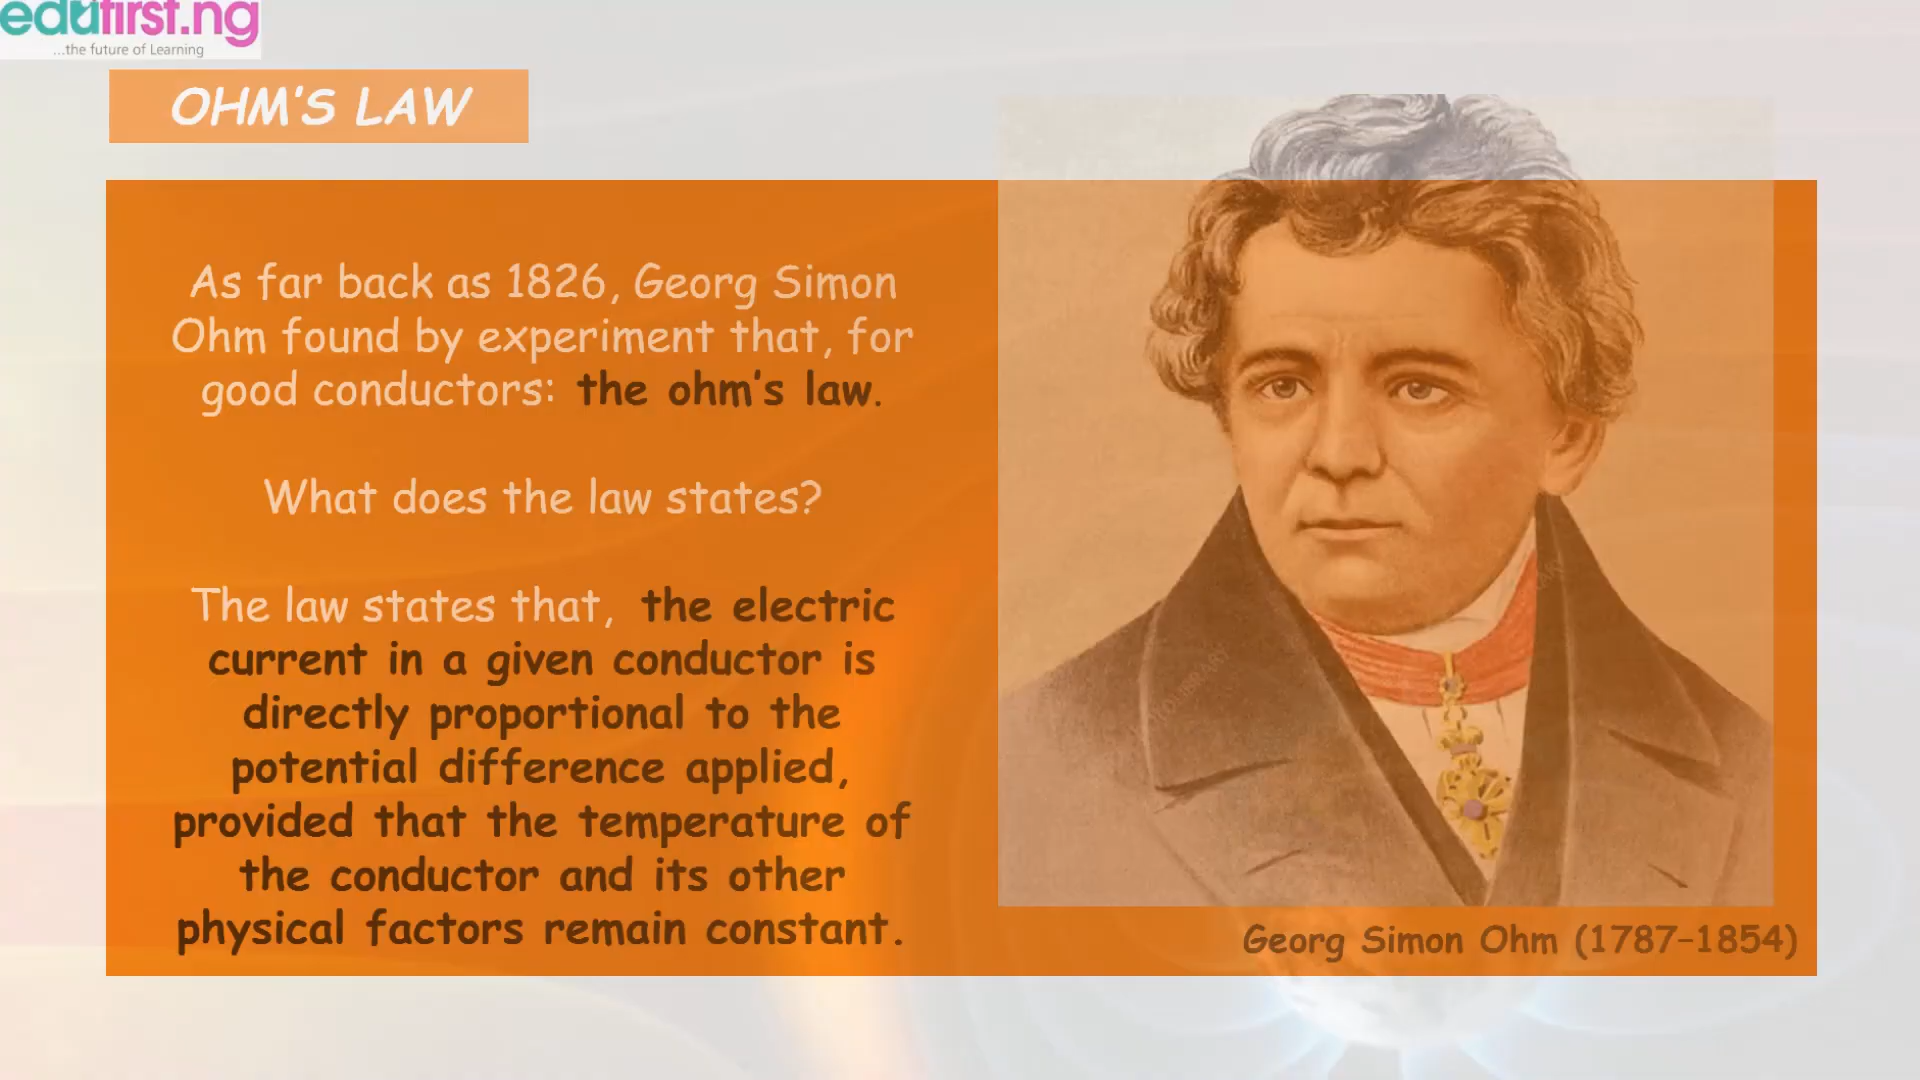 edufirst.ng
...the future of Learning
OHM'S LAW
As far back as 1826, Georg Simon
Ohm found by experiment that, for
good conductors: the ohm's law.
What does the law states?
The law states that, the electric
current in a given conductor is
directly proportional to the
potential difference applied,
provided that the temperature of
the conductor and its other
physical factors remain constant.
Georg Simon Ohm (1787-1854)